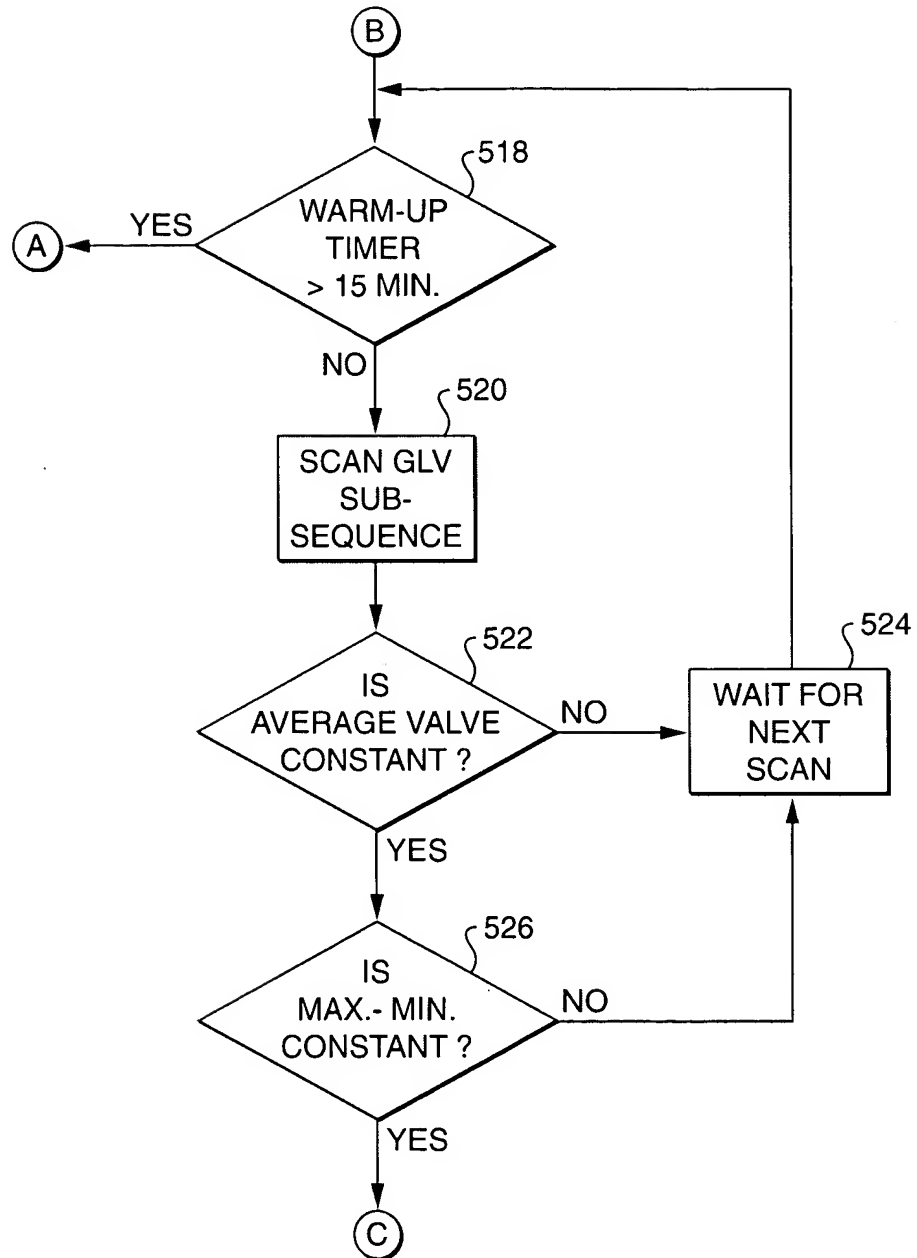 B
518
WARM-UP
TIMER
> 15 MIN.
YES
A
NO
520
SCAN GLV
SUB-
SEQUENCE
522
IS
AVERAGE VALVE
CONSTANT ?
NO
524
WAIT FOR
NEXT
SCAN
YES
526
IS
MAX.- MIN.
CONSTANT ?
NO
YES
C